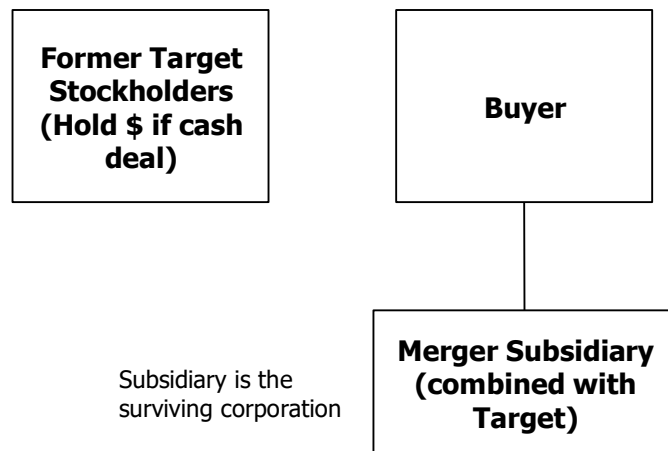 Former Target
Stockholders
(Hold $ if cash
deal)
Buyer
Merger Subsidiary
(combined with
Target)
Subsidiary is the
surviving corporation